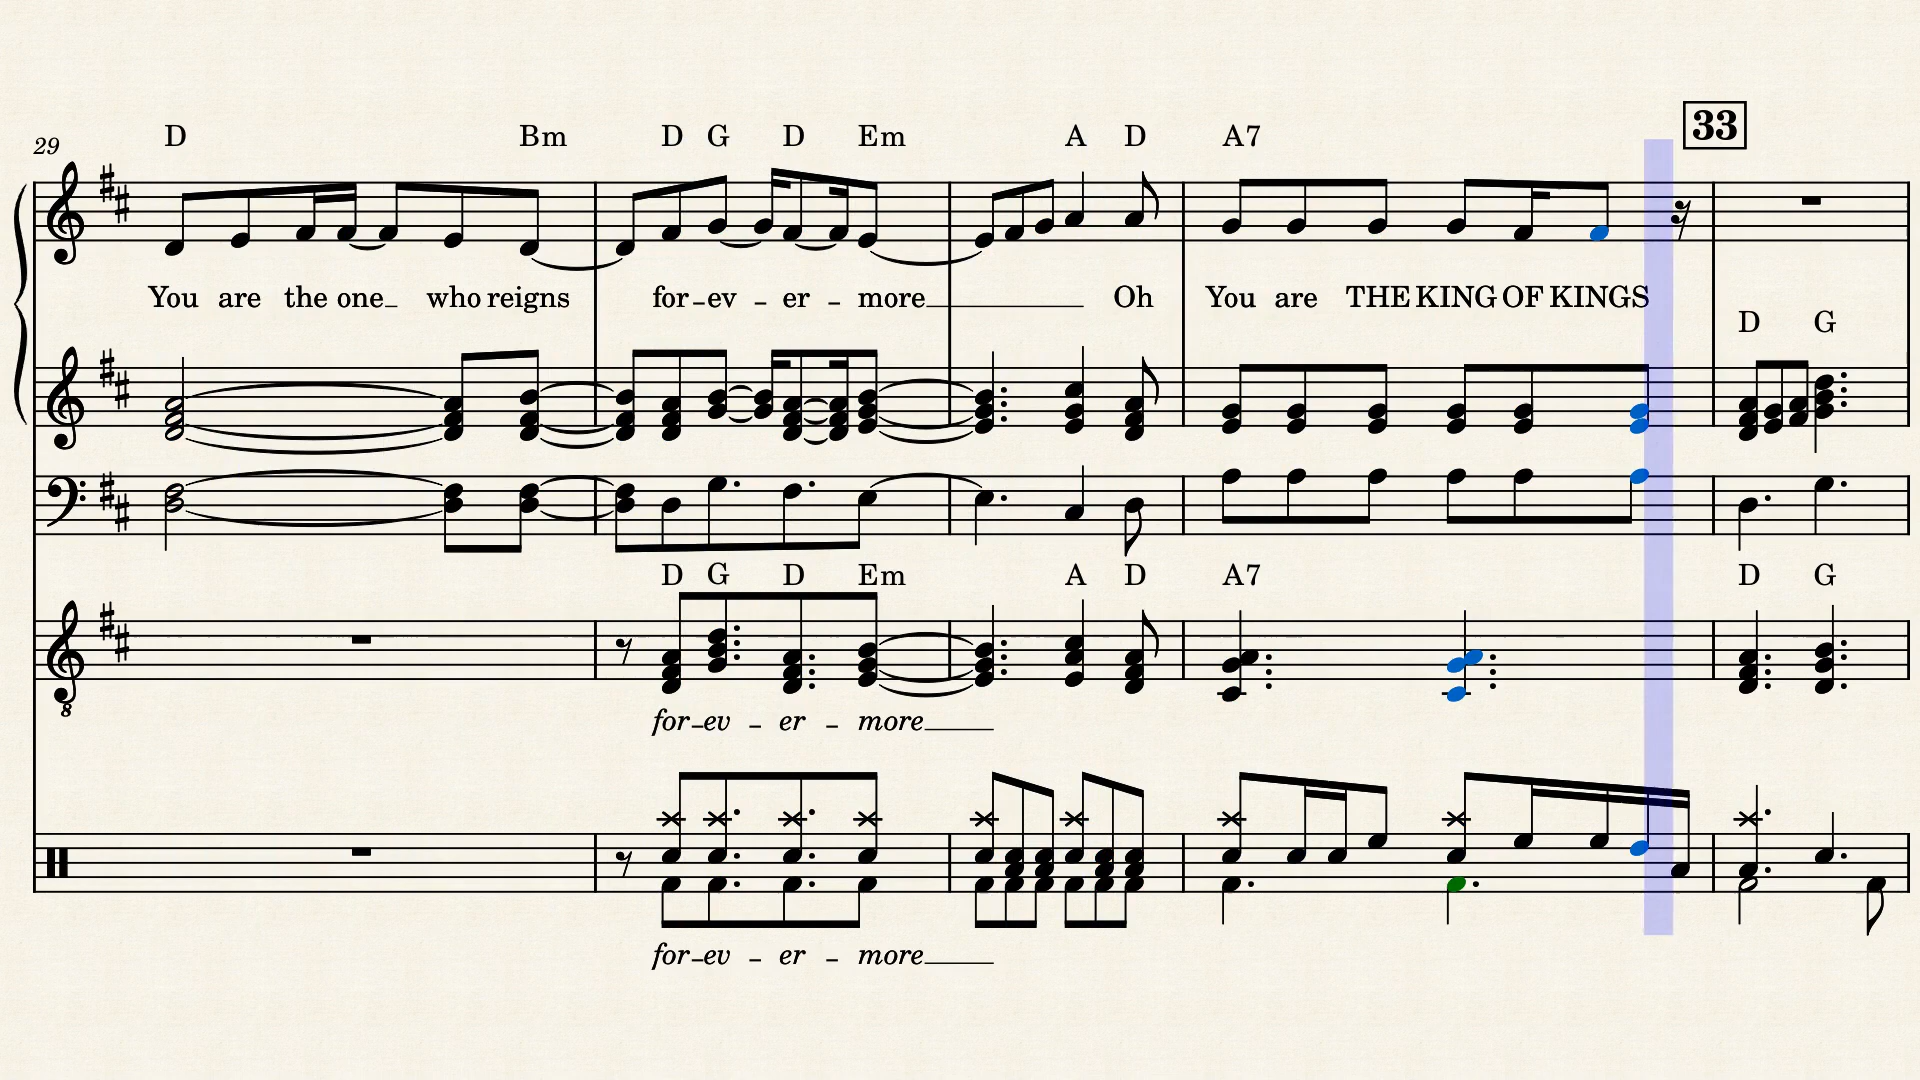 33
29 D Bm D G D Em A D A7
You are the one who reigns for - ev - er - more Oh You are THE KING OF KINGS
D G
D G D Em A D A7 D G
8
for - ev - er - more
for - ev - er - more